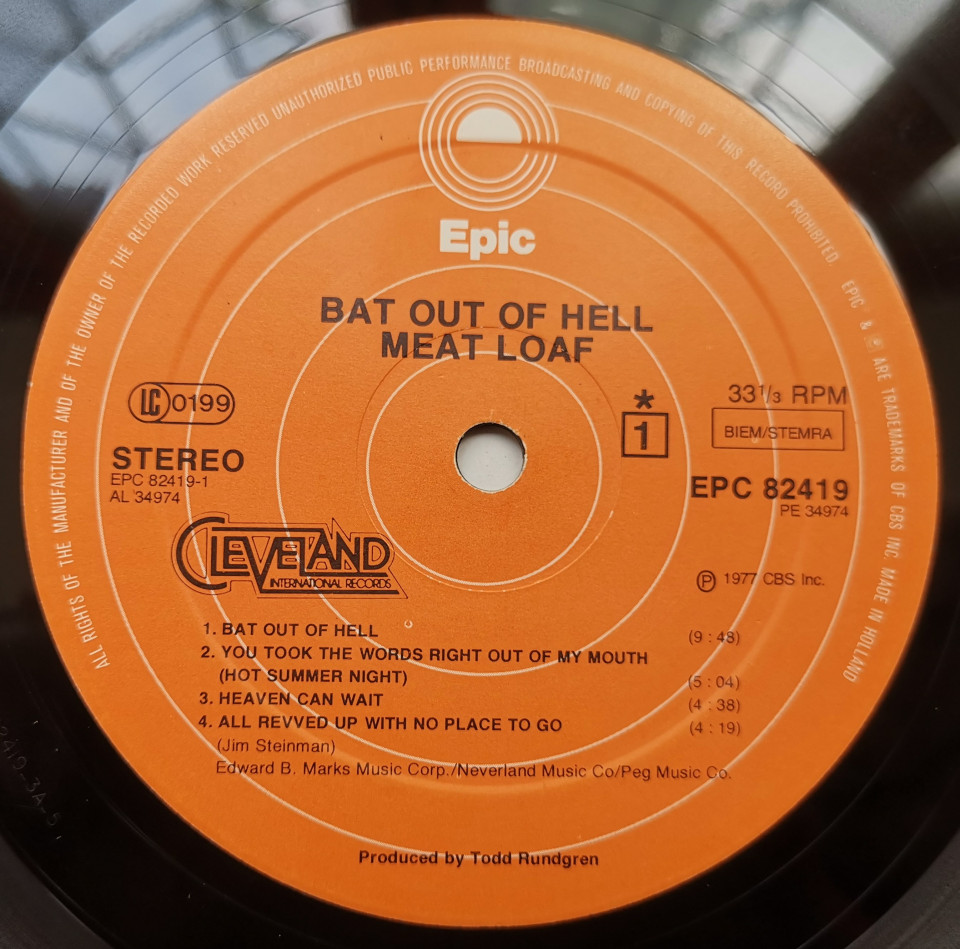 ALL RIGHTS OF THE MANUFACTURER AND OF THE OWNER OF THE RECORDED WORK RESERVED UNAUTHORIZED PUBLIC PERFORMANCE BROADCASTING AND COPYING OF THIS RECORD PROHIBITED. EPIC & ARE TRADEMARKS OF CBS INC. MADE IN HOLLAND
Epic
BAT OUT OF HELL
MEAT LOAF
LC 0199
STEREO
EPC 82419-1
AL 34974
* 1
33 1/3 RPM
BIEM/STEMRA
EPC 82419
PE 34974
CLEVELAND
INTERNATIONAL RECORDS
Ⓟ 1977 CBS Inc.
1. BAT OUT OF HELL (9 : 48)
2. YOU TOOK THE WORDS RIGHT OUT OF MY MOUTH
(HOT SUMMER NIGHT) (5 : 04)
3. HEAVEN CAN WAIT (4 : 38)
4. ALL REVVED UP WITH NO PLACE TO GO (4 : 19)
(Jim Steinman)
Edward B. Marks Music Corp./Neverland Music Co/Peg Music Co.
Produced by Todd Rundgren